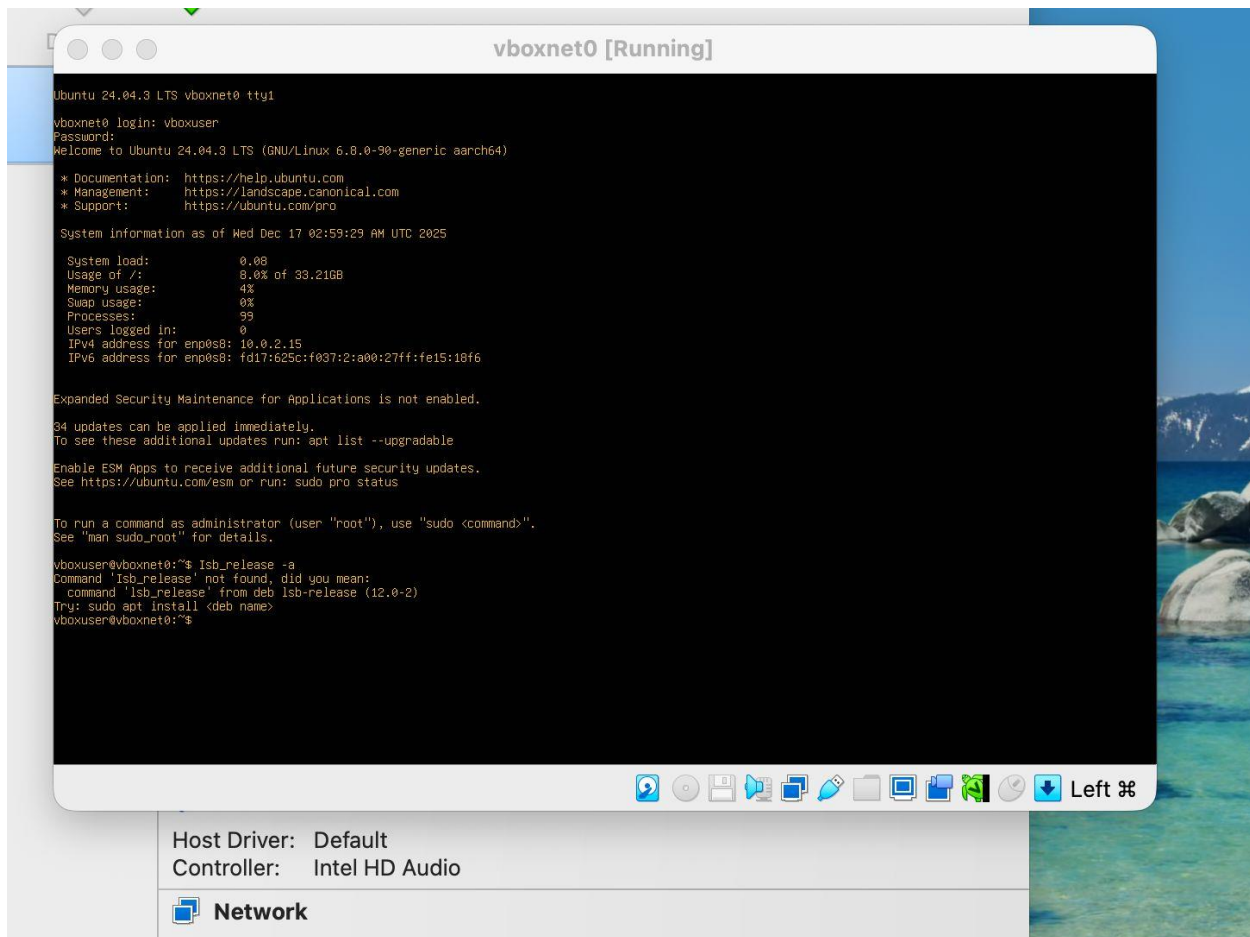 vboxnet0 [Running]
Ubuntu 24.04.3 LTS vboxnet0 tty1
vboxnet0 login: vboxuser
Password:
Welcome to Ubuntu 24.04.3 LTS (GNU/Linux 6.8.0-90-generic aarch64)
* Documentation: https://help.ubuntu.com
* Management: https://landscape.canonical.com
* Support: https://ubuntu.com/pro
System information as of Wed Dec 17 02:59:29 AM UTC 2025
System load: 0.08
Usage of /: 8.0% of 33.21GB
Memory usage: 4%
Swap usage: 0%
Processes: 99
Users logged in: 0
IPv4 address for enp0s8: 10.0.2.15
IPv6 address for enp0s8: fd17:625c:f037:2:a00:27ff:fe15:18f6
Expanded Security Maintenance for Applications is not enabled.
34 updates can be applied immediately.
To see these additional updates run: apt list --upgradable
Enable ESM Apps to receive additional future security updates.
See https://ubuntu.com/esm or run: sudo pro status
To run a command as administrator (user "root"), use "sudo <command>".
See "man sudo_root" for details.
vboxuser@vboxnet0:~$ Isb_release -a
Command 'Isb_release' not found, did you mean:
command 'lsb_release' from deb lsb-release (12.0-2)
Try: sudo apt install <deb name>
vboxuser@vboxnet0:~$
Left ⌘
Host Driver: Default
Controller: Intel HD Audio
Network